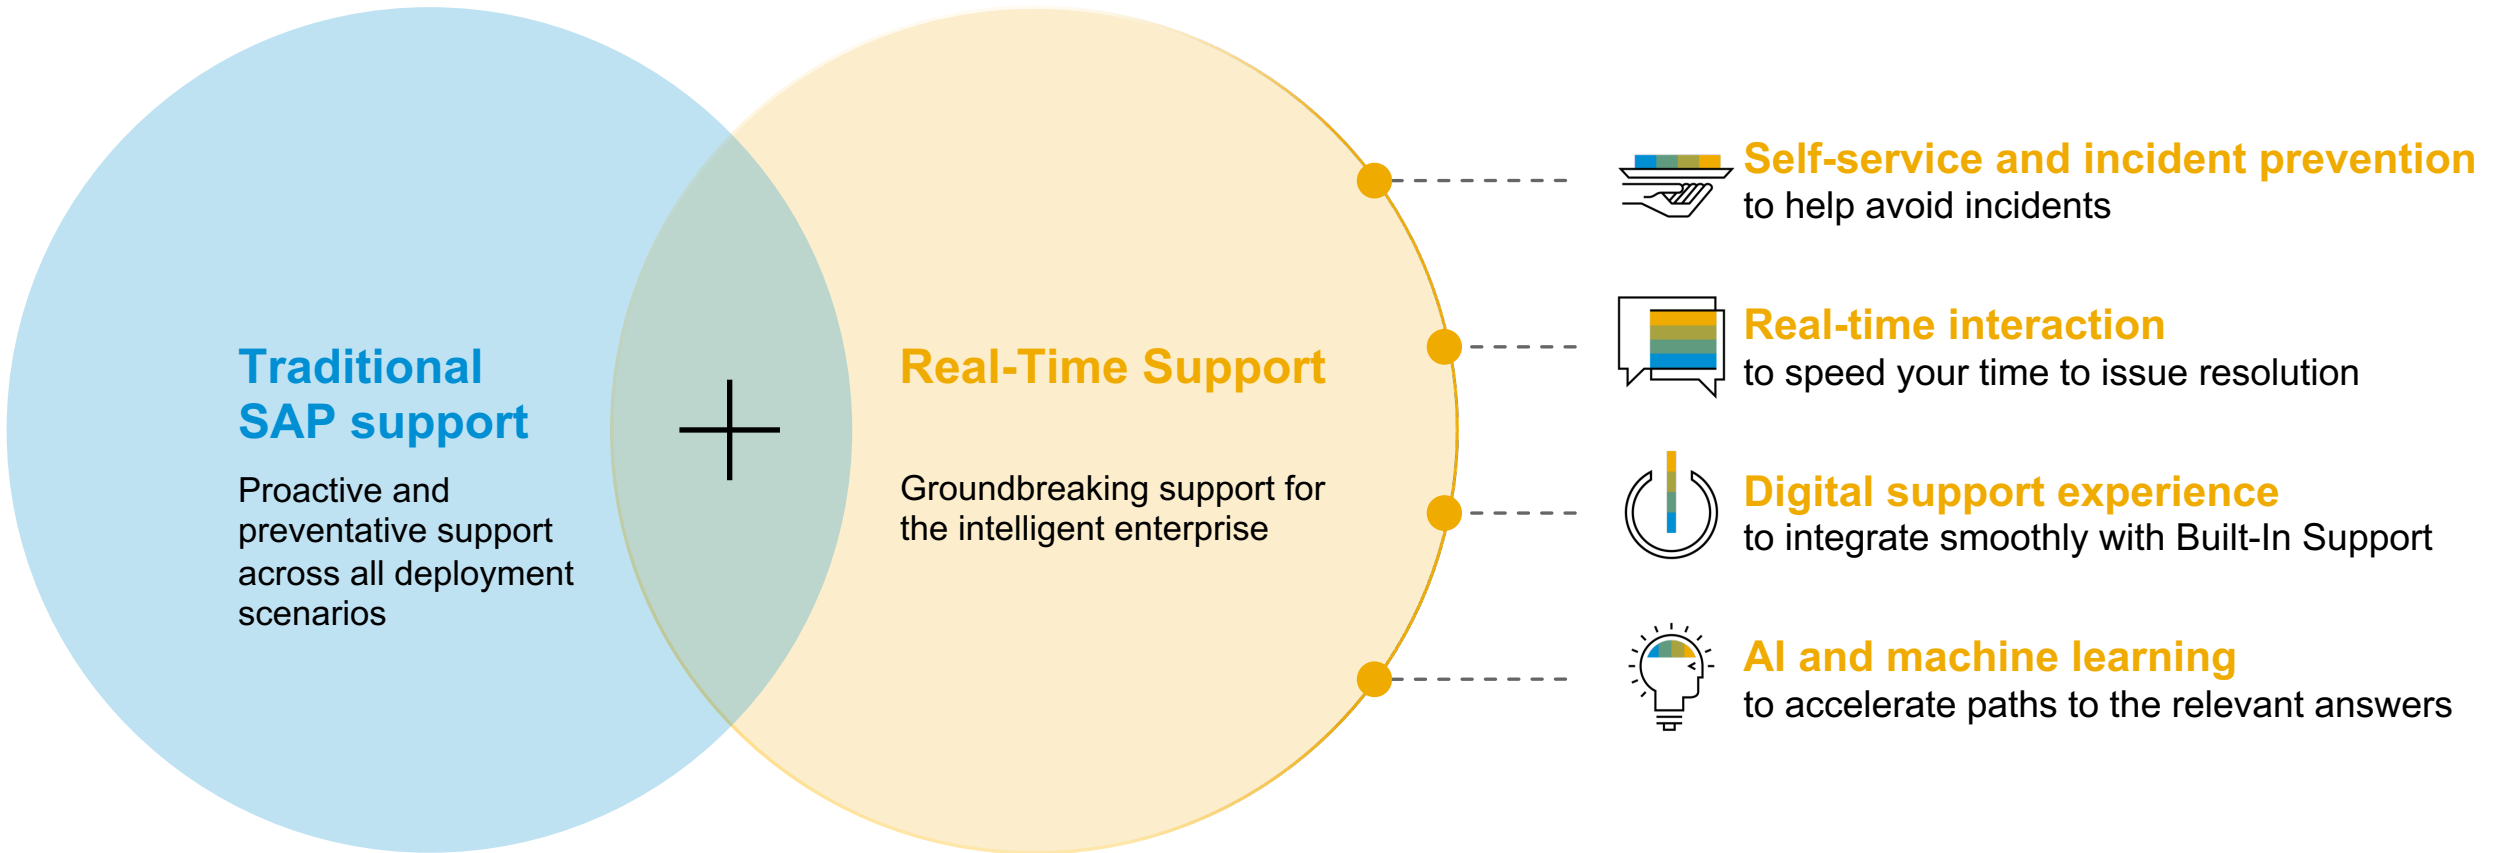 Traditional
SAP support
Proactive and
preventative support
across all deployment
scenarios
Real-Time Support
Groundbreaking support for
the intelligent enterprise
Self-service and incident prevention
to help avoid incidents
Real-time interaction
to speed your time to issue resolution
Digital support experience
to integrate smoothly with Built-In Support
AI and machine learning
to accelerate paths to the relevant answers